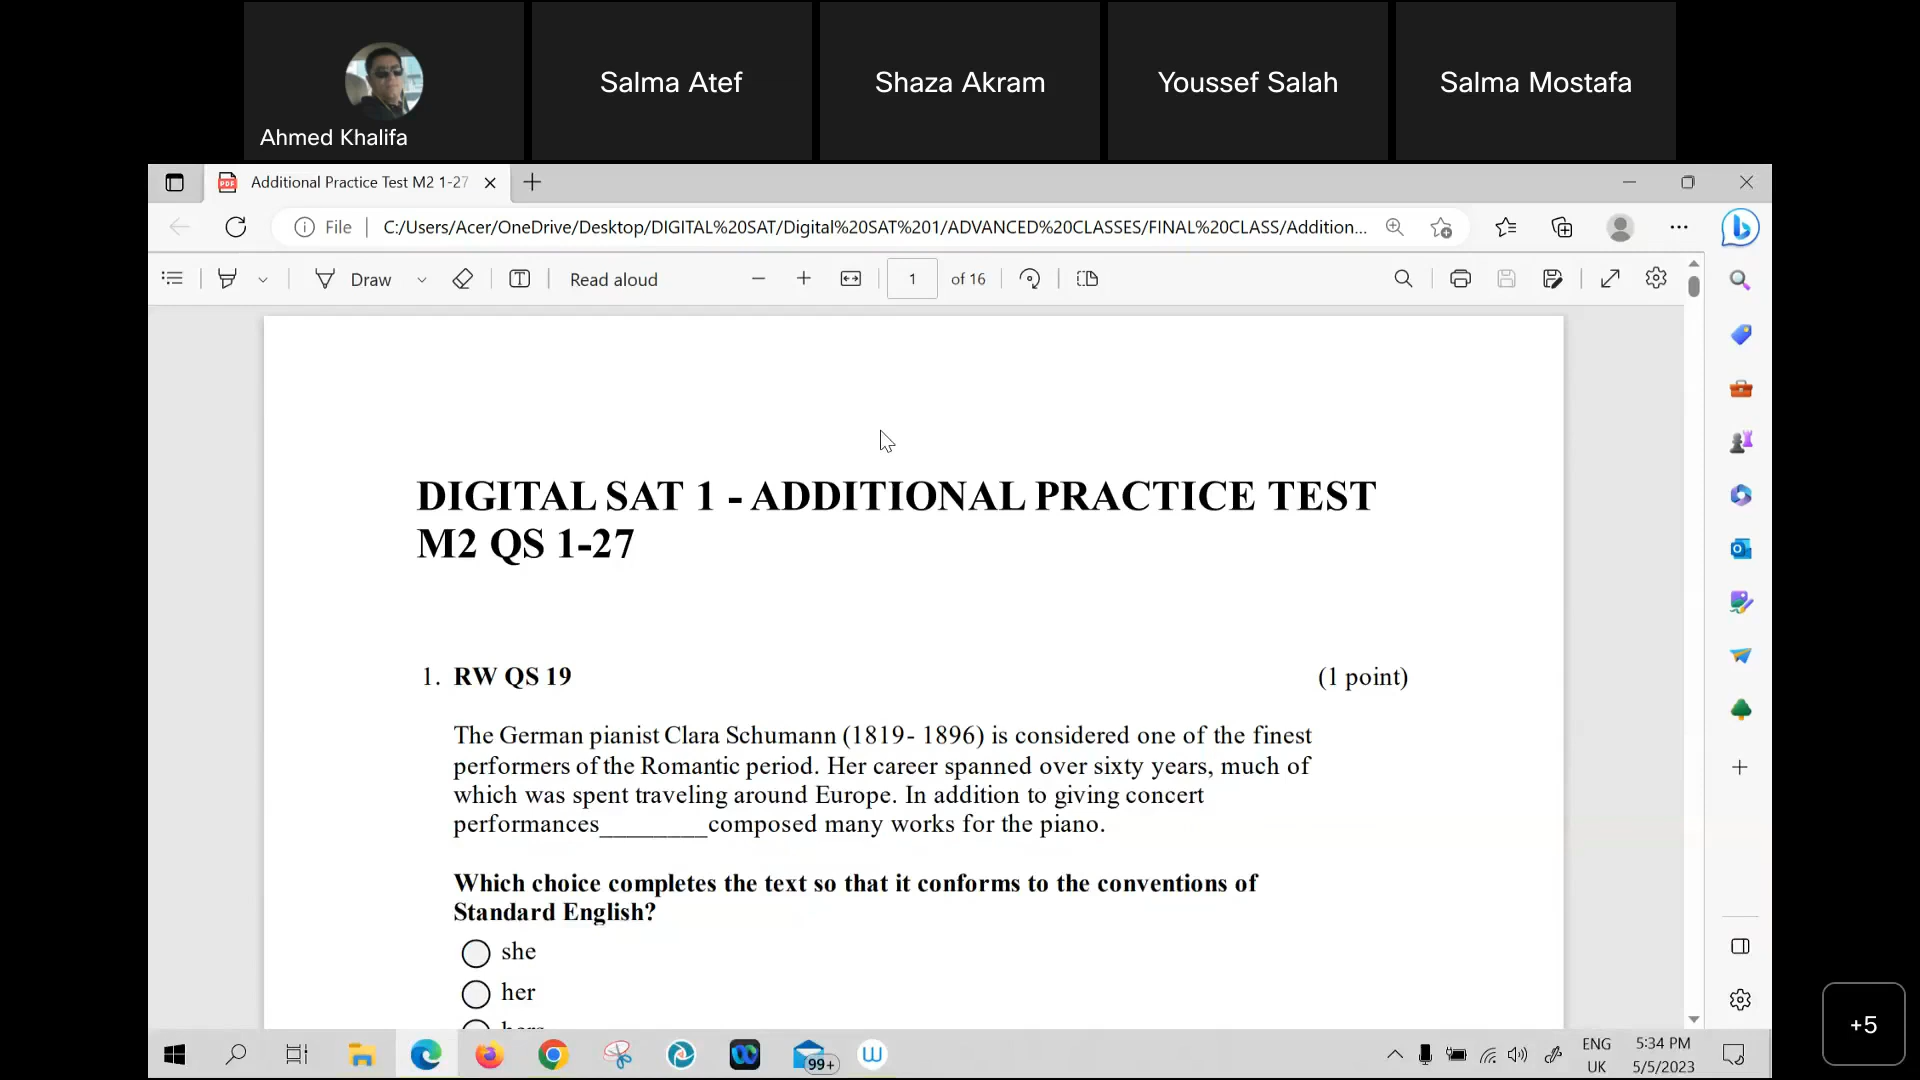 Ahmed Khalifa
Salma Atef
Shaza Akram
Youssef Salah
Salma Mostafa
Additional Practice Test M2 1-27
File
C:/Users/Acer/OneDrive/Desktop/DIGITAL%20SAT/Digital%20SAT%201/ADVANCED%20CLASSES/FINAL%20CLASS/Addition...
Draw
Read aloud
1 of 16
DIGITAL SAT 1 - ADDITIONAL PRACTICE TEST
M2 QS 1-27
1. RW QS 19 (1 point)
The German pianist Clara Schumann (1819- 1896) is considered one of the finest
performers of the Romantic period. Her career spanned over sixty years, much of
which was spent traveling around Europe. In addition to giving concert
performances________composed many works for the piano.
Which choice completes the text so that it conforms to the conventions of
Standard English?
she
her
hers
+5
99+
ENG
UK
5:34 PM
5/5/2023